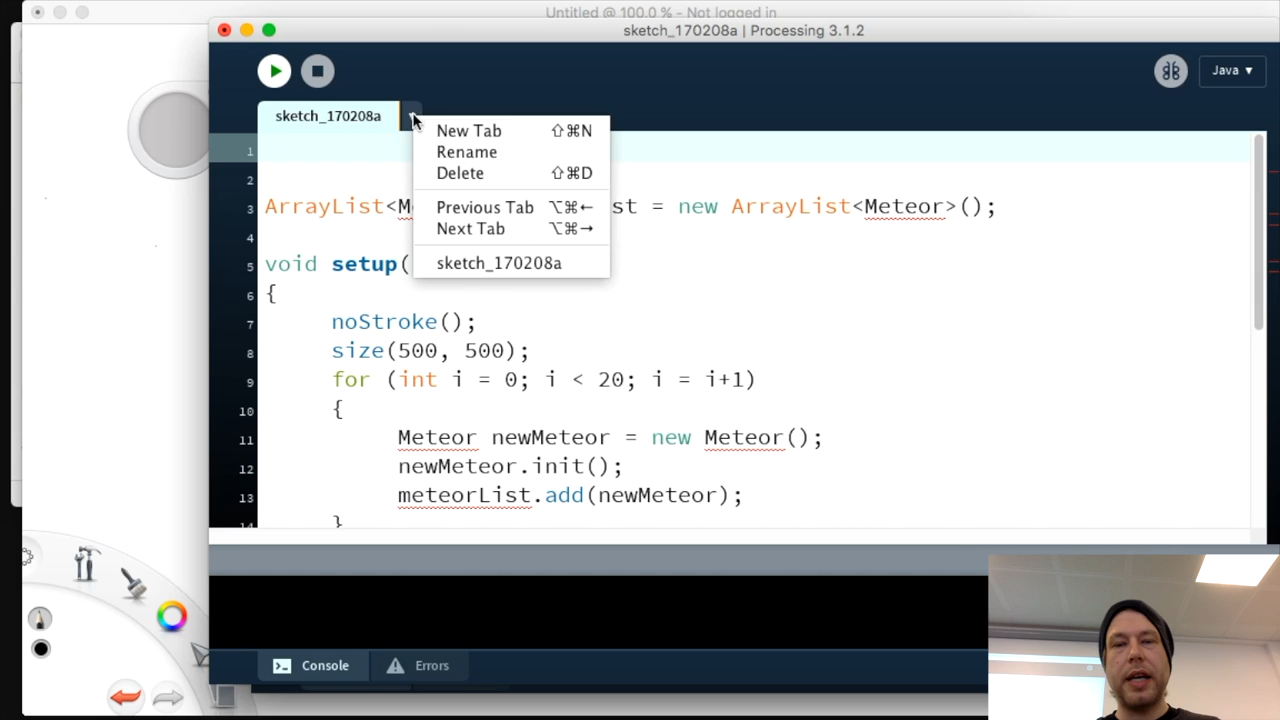 Untitled @ 100.0 % - Not logged in
sketch_170208a | Processing 3.1.2
Java ▾
sketch_170208a
New Tab ⇧⌘N
Rename
Delete ⇧⌘D
Previous Tab ⌥⌘←
Next Tab ⌥⌘→
sketch_170208a
1
2
3 ArrayList<M st = new ArrayList<Meteor>();
4
5 void setup(
6 {
7 noStroke();
8 size(500, 500);
9 for (int i = 0; i < 20; i = i+1)
10 {
11 Meteor newMeteor = new Meteor();
12 newMeteor.init();
13 meteorList.add(newMeteor);
14 }
Console
Errors